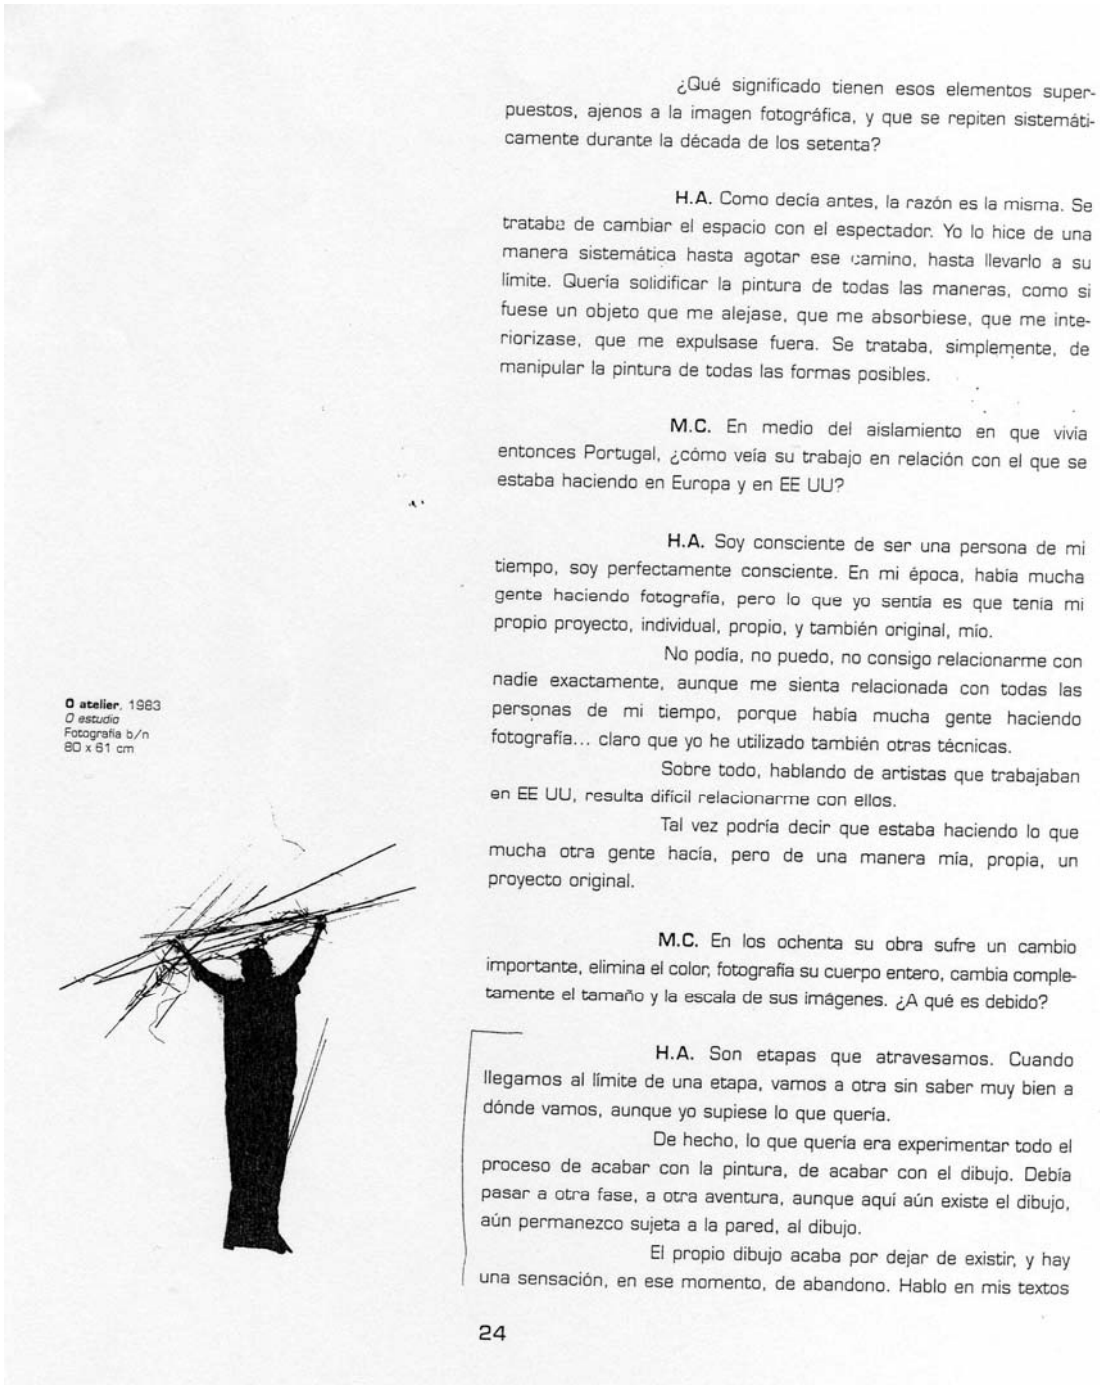 ¿Qué significado tienen esos elementos super-
puestos, ajenos a la imagen fotográfica, y que se repiten sistemáti-
camente durante la década de los setenta?
H.A. Como decía antes, la razón es la misma. Se
trataba de cambiar el espacio con el espectador. Yo lo hice de una
manera sistemática hasta agotar ese camino, hasta llevarlo a su
límite. Quería solidificar la pintura de todas las maneras, como si
fuese un objeto que me alejase, que me absorbiese, que me inte-
riorizase, que me expulsase fuera. Se trataba, simplemente, de
manipular la pintura de todas las formas posibles.
M.C. En medio del aislamiento en que vivia
entonces Portugal, ¿cómo veía su trabajo en relación con el que se
estaba haciendo en Europa y en EE UU?
H.A. Soy consciente de ser una persona de mi
tiempo, soy perfectamente consciente. En mi época, había mucha
gente haciendo fotografía, pero lo que yo sentía es que tenía mi
propio proyecto, individual, propio, y también original, mío.
No podía, no puedo, no consigo relacionarme con
nadie exactamente, aunque me sienta relacionada con todas las
personas de mi tiempo, porque había mucha gente haciendo
fotografía... claro que yo he utilizado también otras técnicas.
Sobre todo, hablando de artistas que trabajaban
en EE UU, resulta difícil relacionarme con ellos.
Tal vez podría decir que estaba haciendo lo que
mucha otra gente hacía, pero de una manera mía, propia, un
proyecto original.
M.C. En los ochenta su obra sufre un cambio
importante, elimina el color, fotografía su cuerpo entero, cambia comple-
tamente el tamaño y la escala de sus imágenes. ¿A qué es debido?
H.A. Son etapas que atravesamos. Cuando
llegamos al límite de una etapa, vamos a otra sin saber muy bien a
dónde vamos, aunque yo supiese lo que quería.
De hecho, lo que quería era experimentar todo el
proceso de acabar con la pintura, de acabar con el dibujo. Debía
pasar a otra fase, a otra aventura, aunque aquí aún existe el dibujo,
aún permanezco sujeta a la pared, al dibujo.
El propio dibujo acaba por dejar de existir, y hay
una sensación, en ese momento, de abandono. Hablo en mis textos
O atelier, 1983
O estudio
Fotografía b/n
80 x 61 cm
24